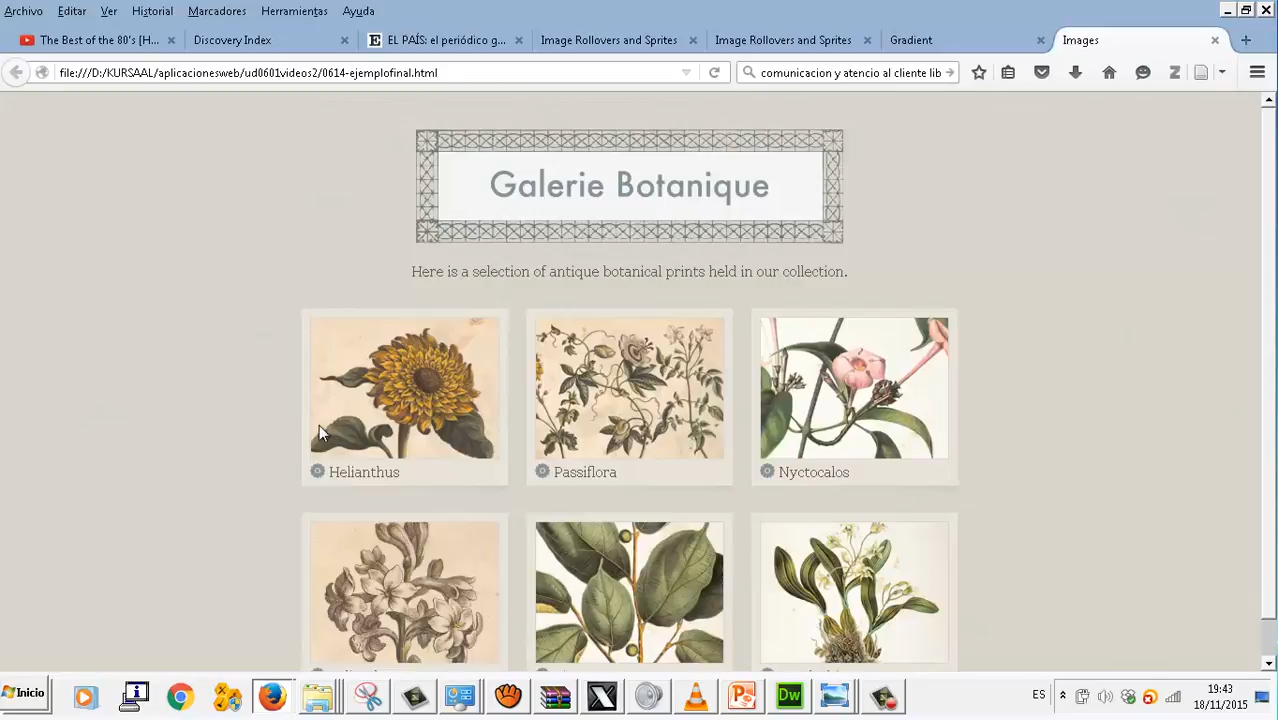 Archivo Editar Ver Historial Marcadores Herramientas Ayuda
The Best of the 80's [H... Discovery Index EL PAÍS: el periódico g... Image Rollovers and Sprites Image Rollovers and Sprites Gradient Images
file:///D:/KURSAAL/aplicacionesweb/ud0601videos2/0614-ejemplofinal.html comunicacion y atencio al cliente lib
Galerie Botanique
Here is a selection of antique botanical prints held in our collection.
Helianthus Passiflora Nyctocalos
Inicio Dw ES 19:43
18/11/2015